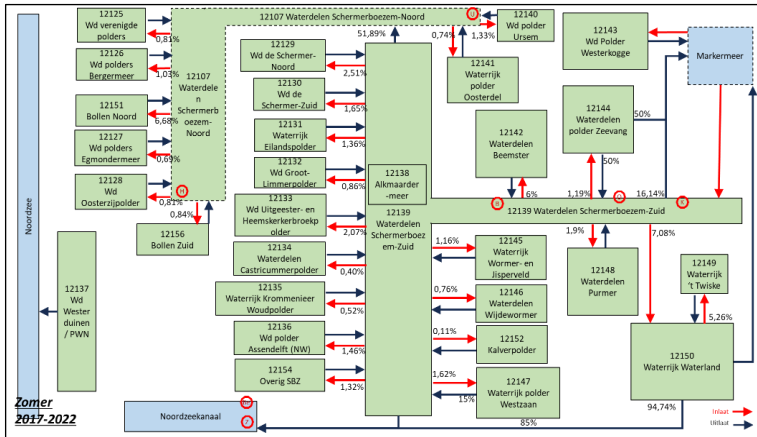 12125
Wd verenigde
polders
0,81%
12126
Wd polders
Bergermeer
1,03%
12151
Bollen Noord
6,68%
12127
Wd polders
Egmondermeer
0,69%
12128
Wd
Oosterzijpolder
0,81%
0,84%
12156
Bollen Zuid
12107
Waterdelen
Schermerb
oezem-
Noord
H
12107 Waterdelen Schermerboezem-Noord
51,89%
0,74%
1,33%
12140
Wd polder
Ursem
12129
Wd de Schermer-
Noord
2,51%
12130
Wd de
Schermer-Zuid
1,65%
12131
Waterrijk
Eilandspolder
1,36%
12132
Wd Groot-
Limmerpolder
0,86%
12133
Wd Uitgeester- en
Heemskerkerbroekp
older
2,07%
12134
Waterdelen
Castricummerpolder
0,40%
12135
Waterrijk Krommenieer
Woudpolder
0,52%
12136
Wd polder
Assendelft (NW)
1,46%
12154
Overig SBZ
1,32%
12138
Alkmaarder
-meer
12139
Waterdelen
Schermerboez
em-Zuid
12141
Waterrijk
polder
Oosterdel
12142
Waterdelen
Beemster
6%
12143
Wd Polder
Westerkogge
Markermeer
12144
Waterdelen
polder Zeevang
50%
50%
1,19%
16,14%
12139 Waterdelen Schermerboezem-Zuid
1,9%
7,08%
1,16%
12145
Waterrijk
Wormer- en
Jisperveld
0,76%
12146
Waterdelen
Wijdewormer
0,11%
12152
Kalverpolder
1,62%
12147
Waterrijk polder
Westzaan
15%
12148
Waterdelen
Purmer
12149
Waterrijk
't Twiske
5,26%
12150
Waterrijk Waterland
94,74%
85%
Noordzee
12137
Wd
Wester
duinen
/ PWN
Noordzeekanaal
Zomer
2017-2022
Inlaat
Uitlaat